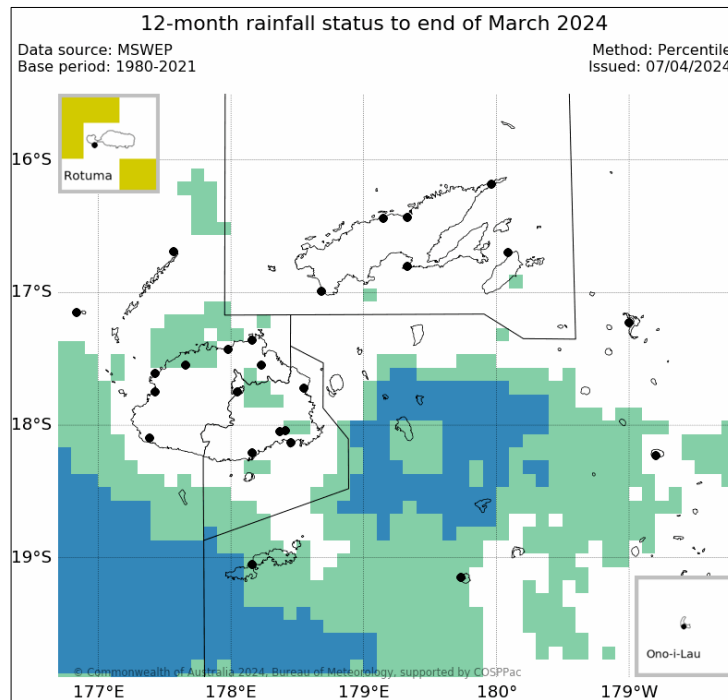 12-month rainfall status to end of March 2024
Data source: MSWEP
Method: Percentile
Base period: 1980-2021
Issued: 07/04/2024
16°S
17°S
18°S
19°S
Rotuma
Ono-i-Lau
© Commonwealth of Australia 2024, Bureau of Meteorology, supported by COSPPac
177°E
178°E
179°E
180°
179°W